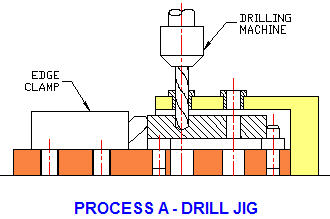 DRILLING
MACHINE
EDGE
CLAMP
PROCESS A - DRILL JIG